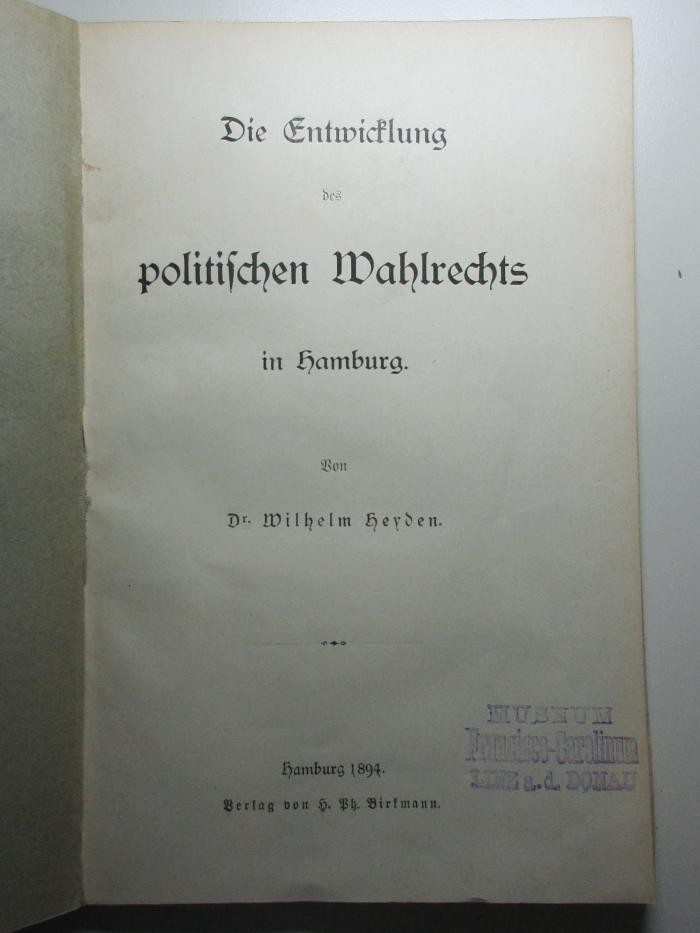 Die Entwicklung
des
politiſchen Wahlrechts
in Hamburg.
Von
Dr. Wilhelm Heyden.
Hamburg 1894.
Verlag von H. Ph. Birkmann.
MUSEUM
Francisco-Carolinum
LINZ a. d. DONAU